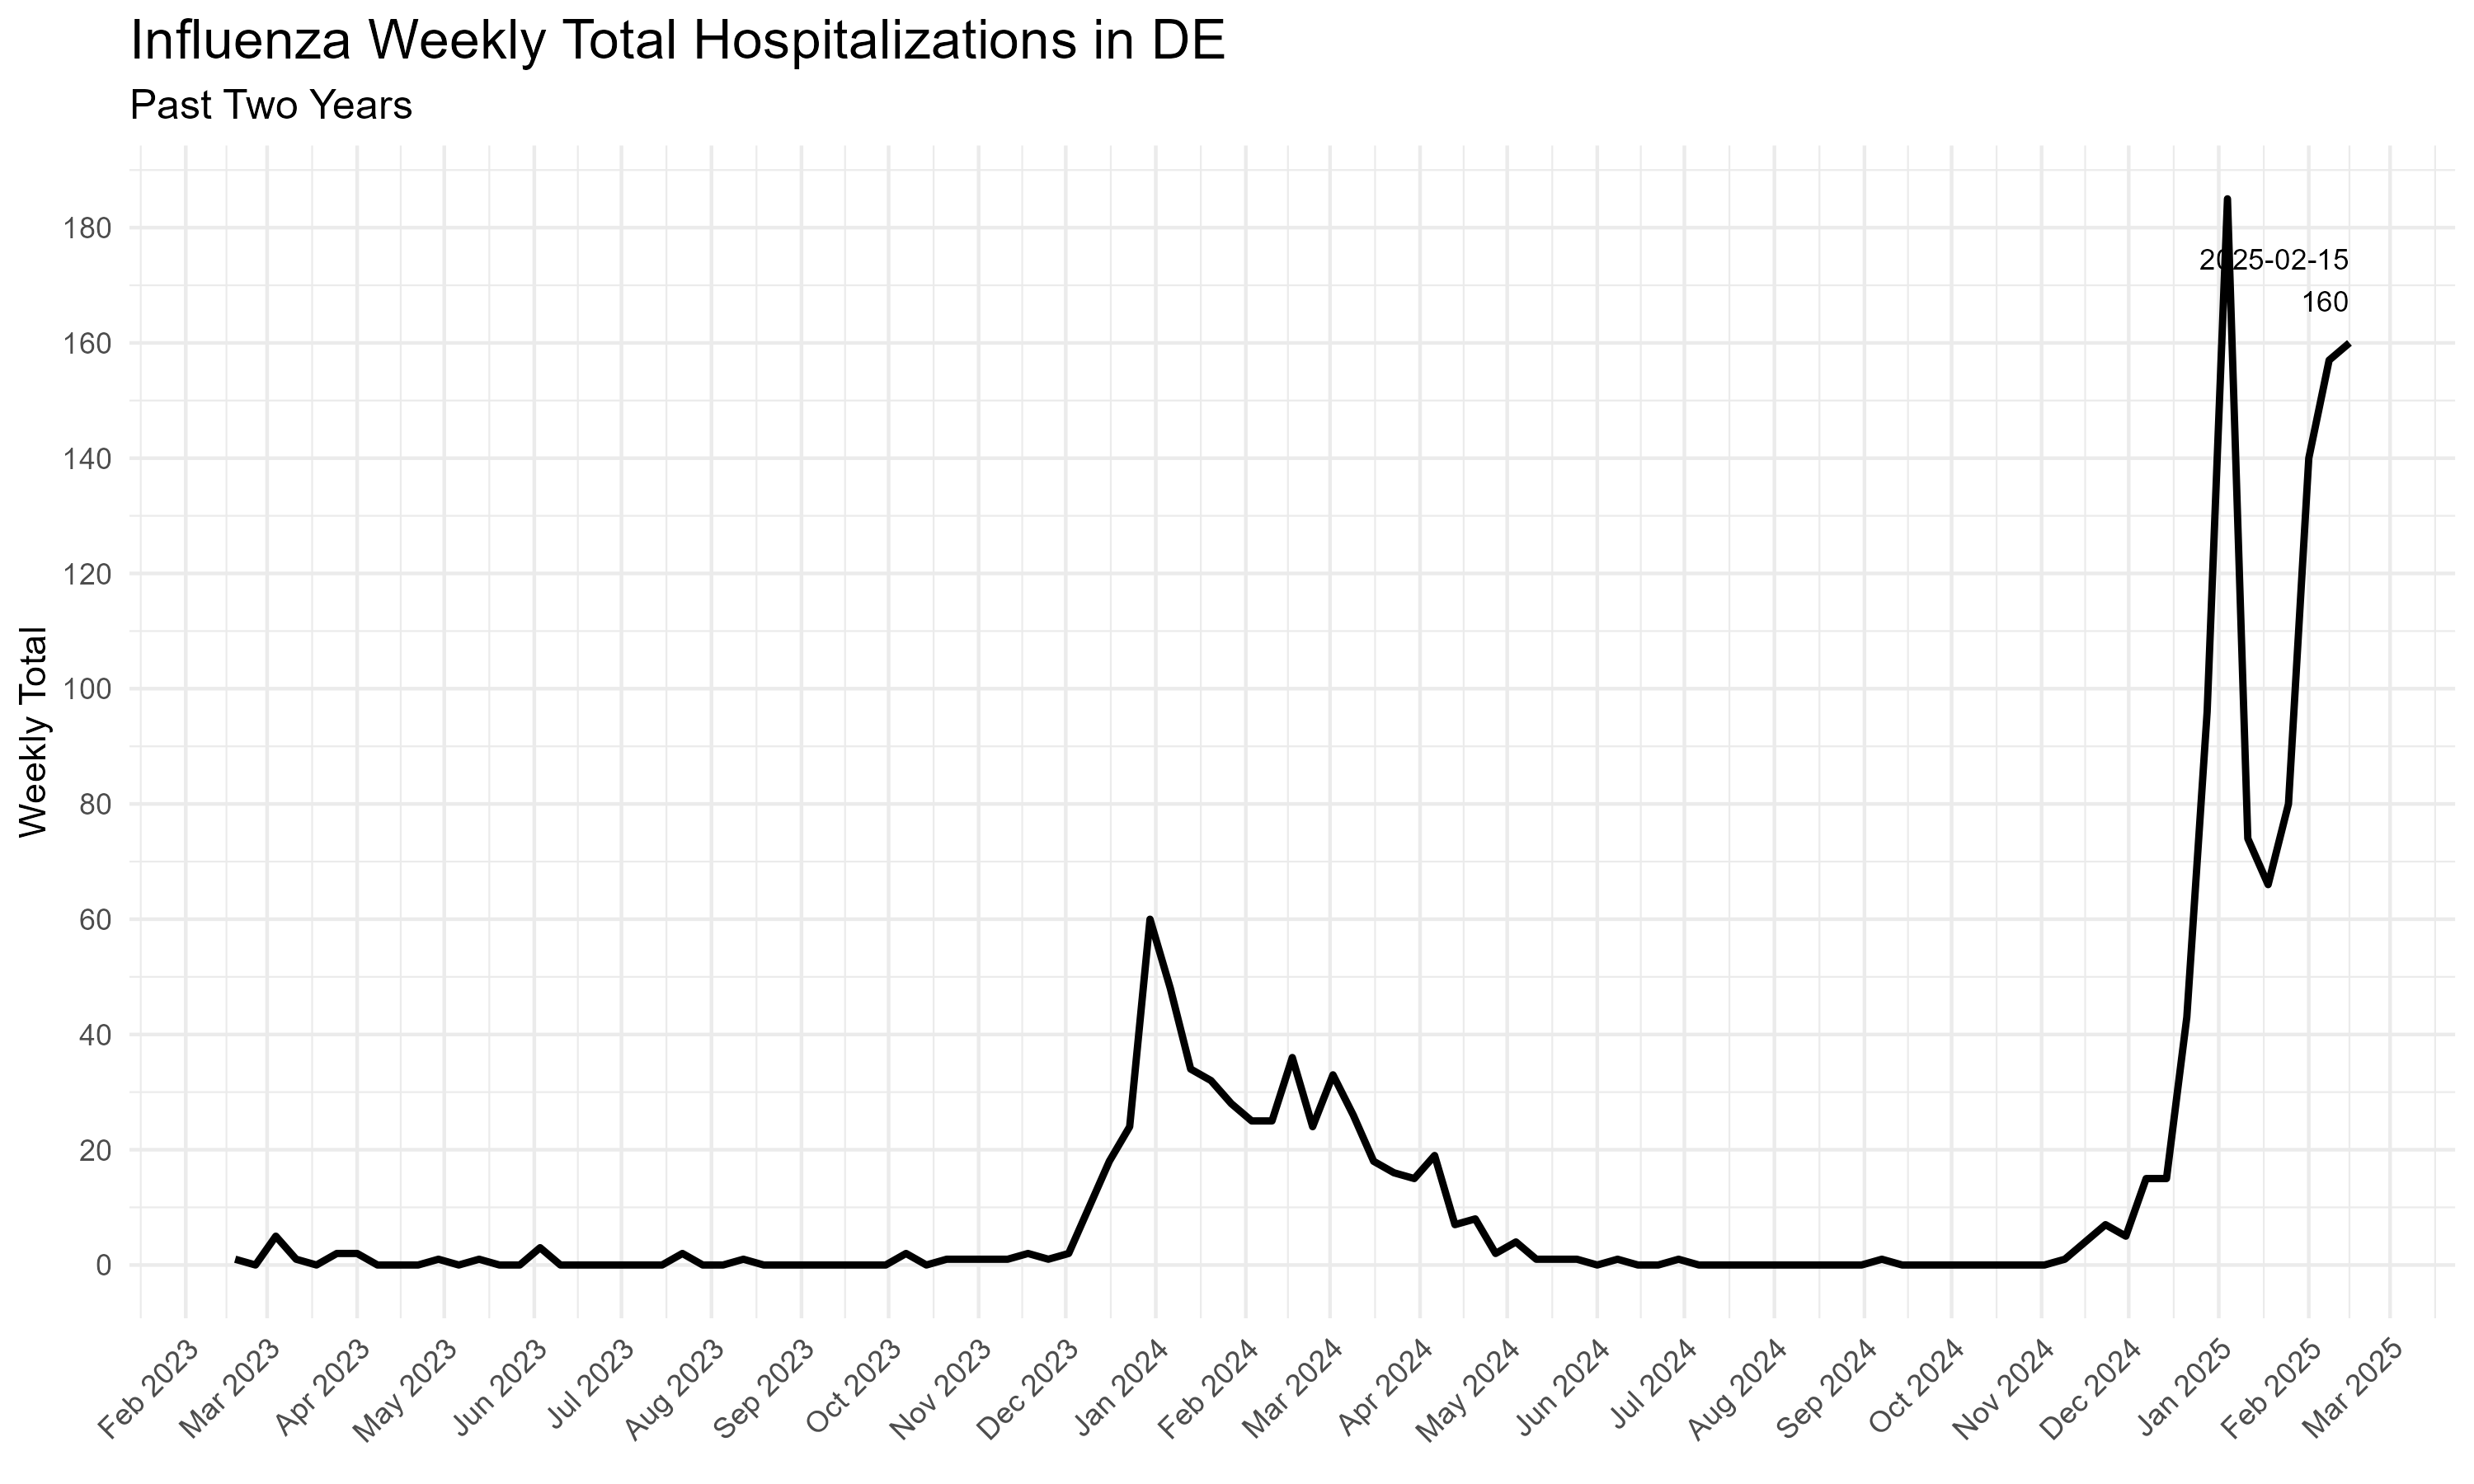 Influenza Weekly Total Hospitalizations in DE
Past Two Years
Weekly Total
180
160
140
120
100
80
60
40
20
0
2025-02-15
160
Feb 2023
Mar 2023
Apr 2023
May 2023
Jun 2023
Jul 2023
Aug 2023
Sep 2023
Oct 2023
Nov 2023
Dec 2023
Jan 2024
Feb 2024
Mar 2024
Apr 2024
May 2024
Jun 2024
Jul 2024
Aug 2024
Sep 2024
Oct 2024
Nov 2024
Dec 2024
Jan 2025
Feb 2025
Mar 2025